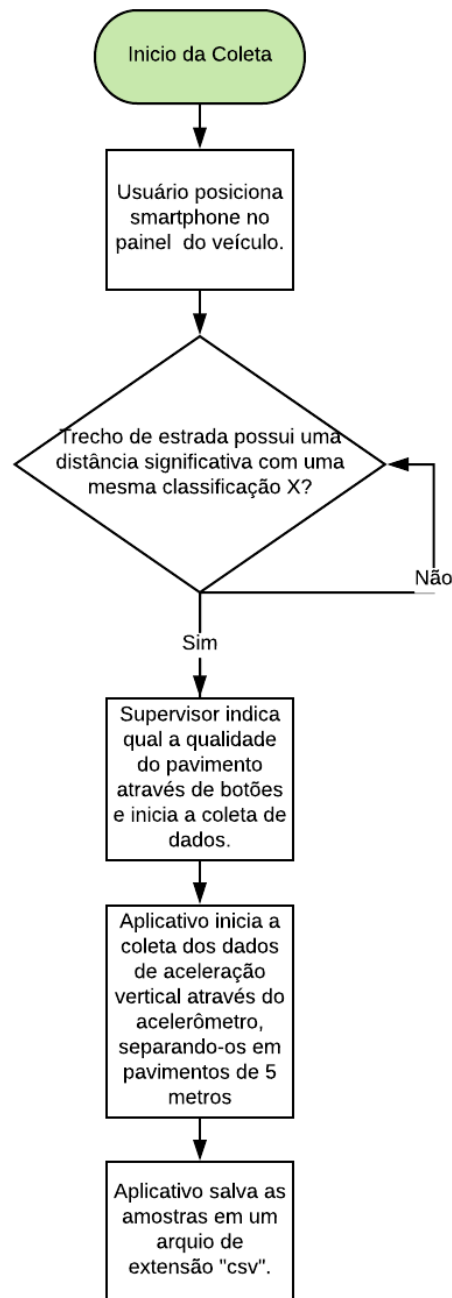 Inicio da Coleta
Usuário posiciona
smartphone no
painel do veículo.
Trecho de estrada possui uma
distância significativa com uma
mesma classificação X?
Não
Sim
Supervisor indica
qual a qualidade
do pavimento
através de botões
e inicia a coleta de
dados.
Aplicativo inicia a
coleta dos dados
de aceleração
vertical através do
acelerômetro,
separando-os em
pavimentos de 5
metros
Aplicativo salva as
amostras em um
arquio de
extensão "csv".